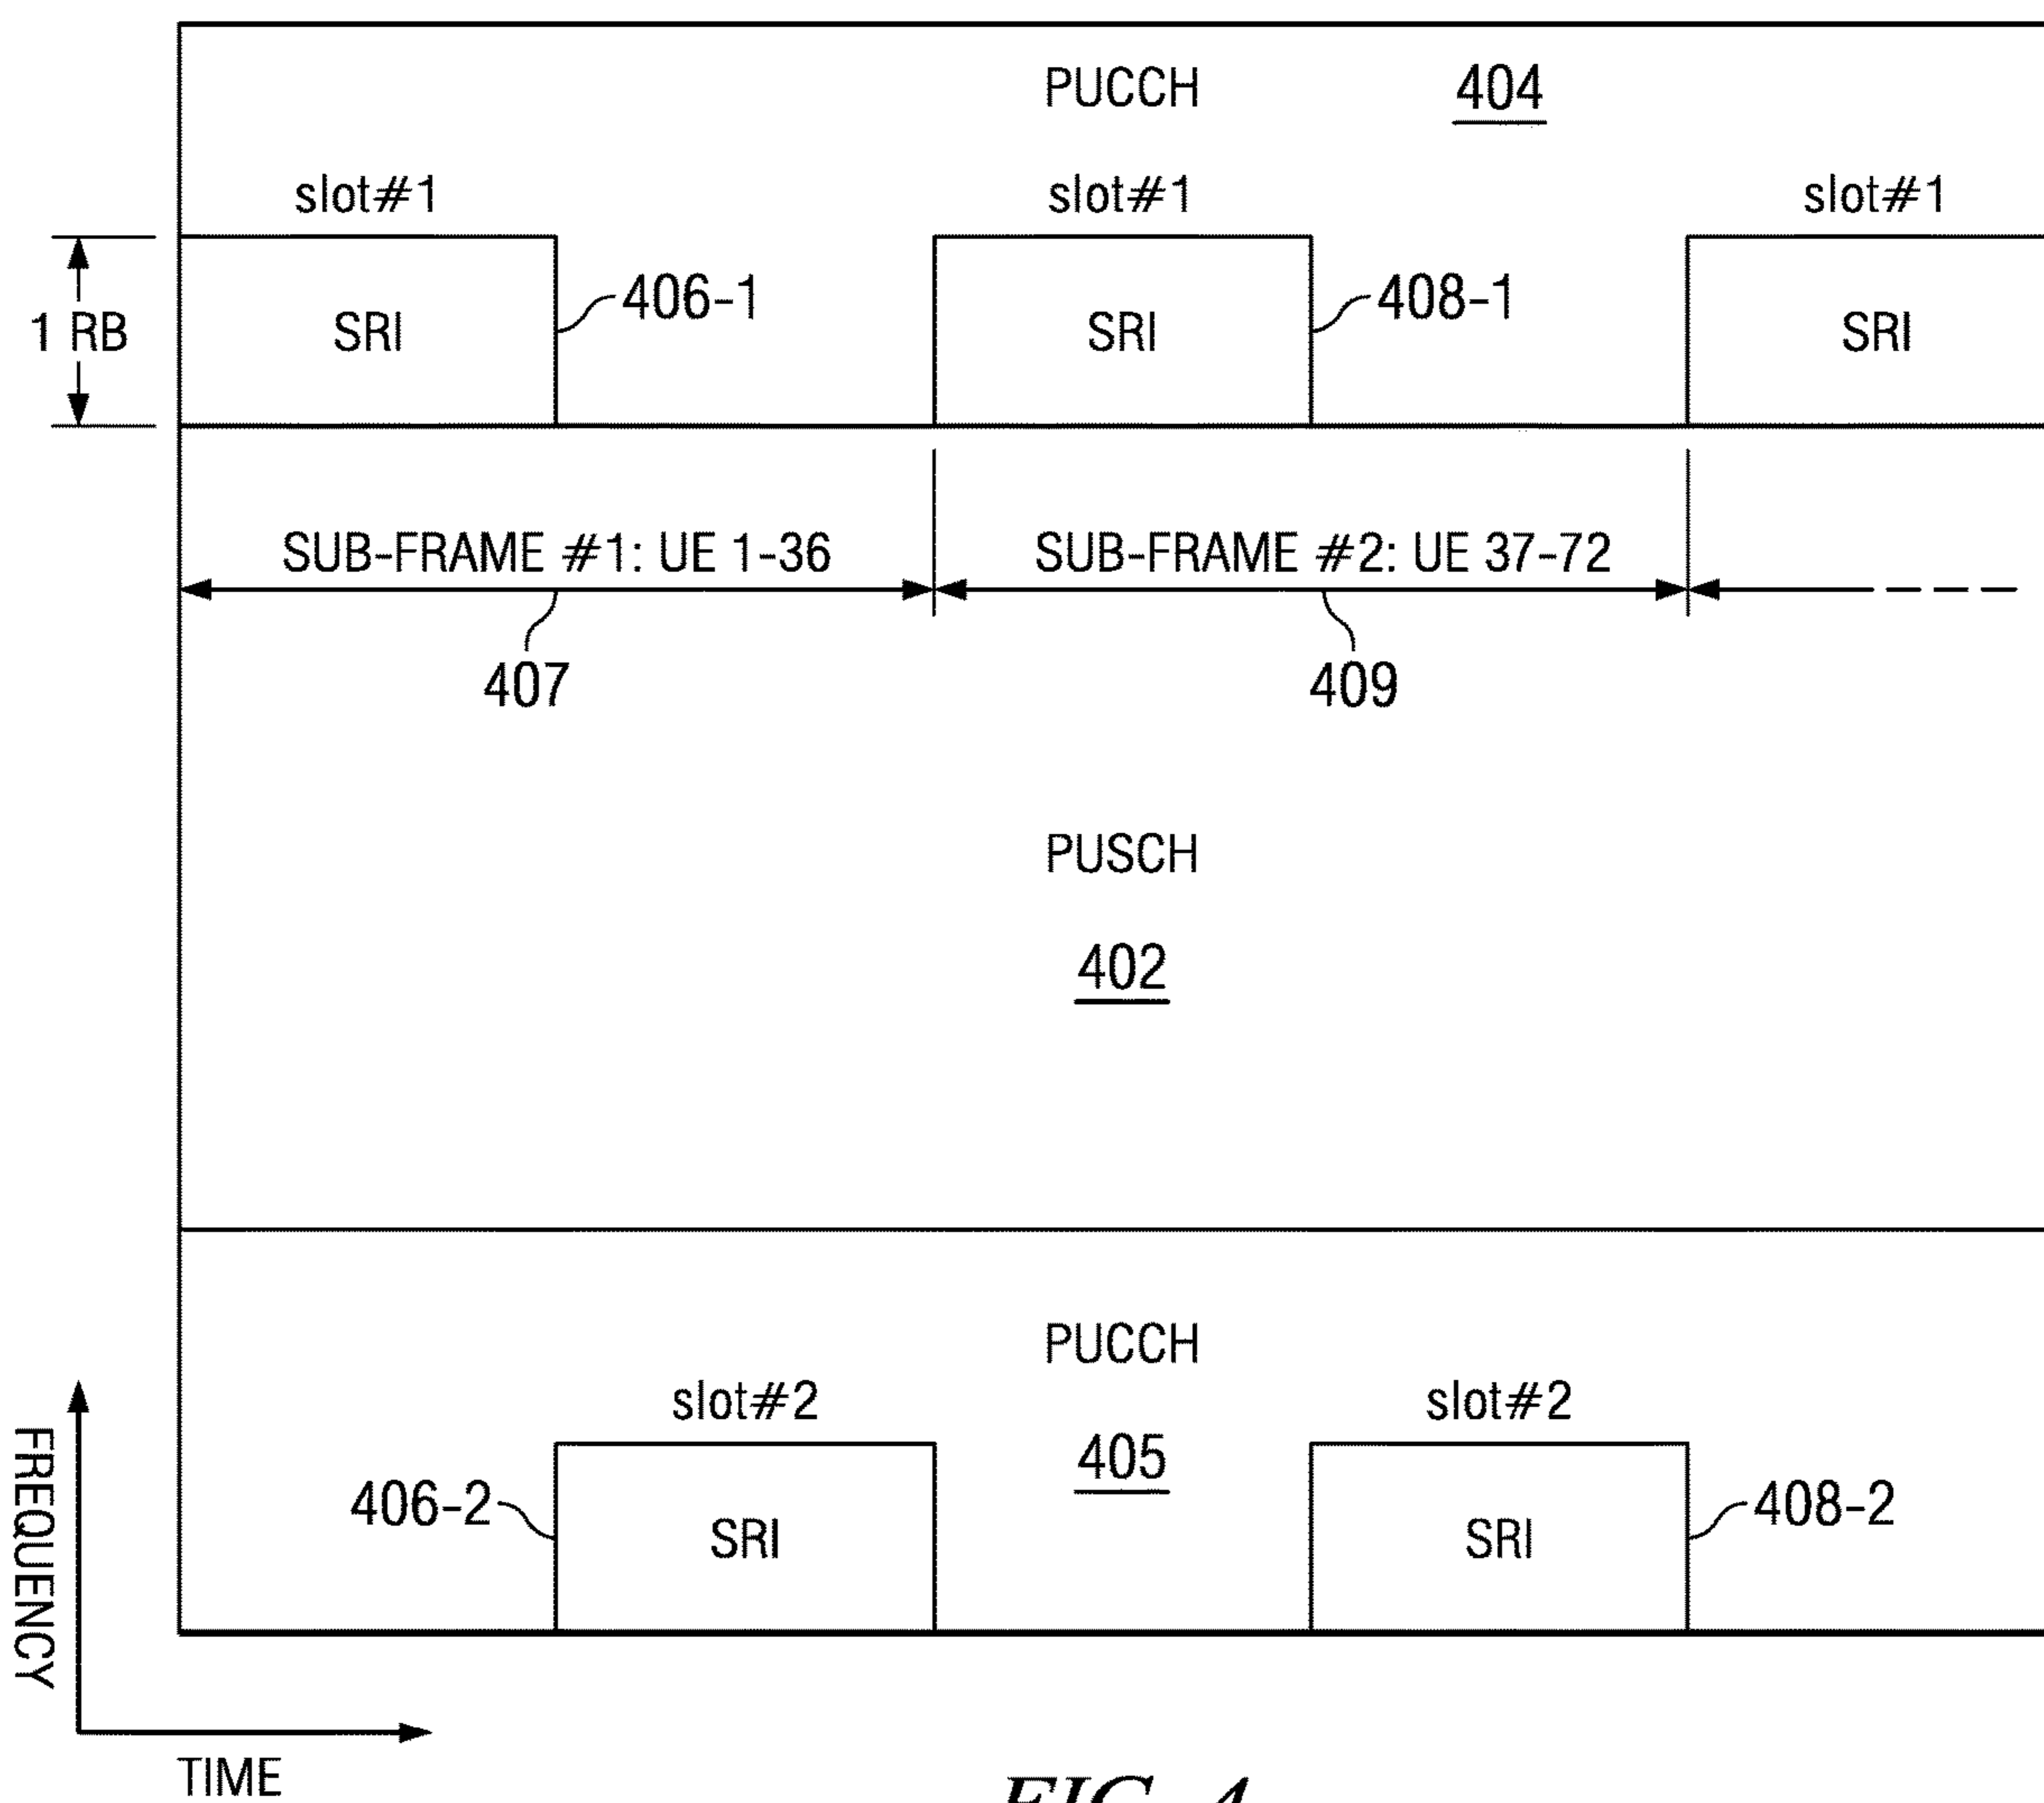 PUCCH 404
slot#1 slot#1 slot#1
1 RB
SRI 406-1 SRI 408-1 SRI
SUB-FRAME #1: UE 1-36 SUB-FRAME #2: UE 37-72
407 409
PUSCH
402
PUCCH
slot#2 slot#2
405
406-2 SRI SRI 408-2
FREQUENCY
TIME
FIG. 4